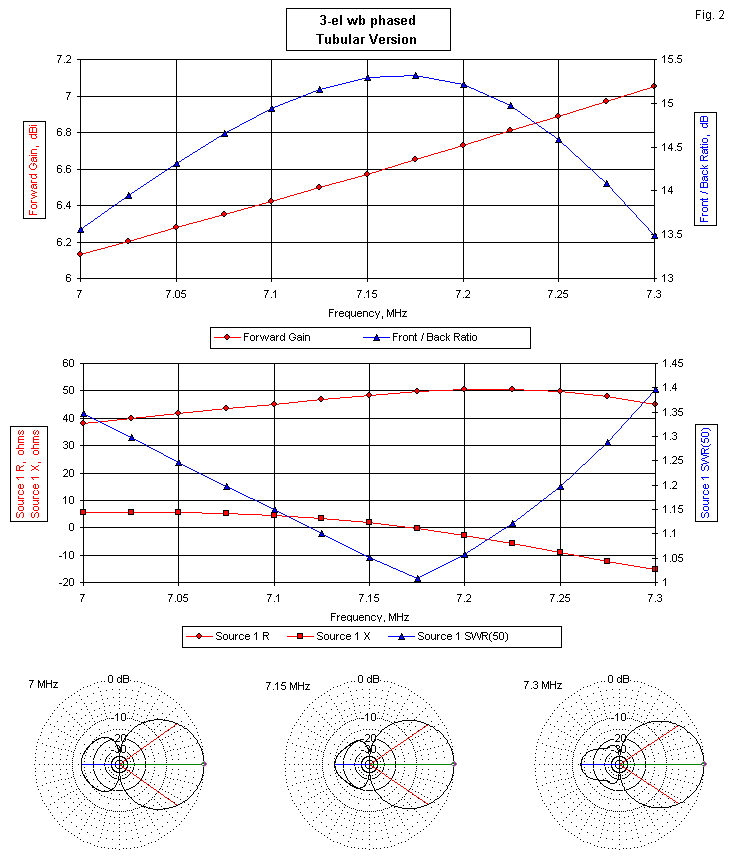 3-el wb phased
Tubular Version
Fig. 2
7.2
7
6.8
6.6
6.4
6.2
6
Forward Gain, dBi
15.5
15
14.5
14
13.5
13
Front / Back Ratio, dB
7
7.05
7.1
7.15
7.2
7.25
7.3
Frequency, MHz
Forward Gain
Front / Back Ratio
60
50
40
30
20
10
0
-10
-20
Source 1 R, ohms
Source 1 X, ohms
1.45
1.4
1.35
1.3
1.25
1.2
1.15
1.1
1.05
1
Source 1 SWR(50)
7
7.05
7.1
7.15
7.2
7.25
7.3
Frequency, MHz
Source 1 R
Source 1 X
Source 1 SWR(50)
7 MHz
0 dB
-10
-20
-30
7.15 MHz
0 dB
-10
-20
-30
7.3 MHz
0 dB
-10
-20
-30